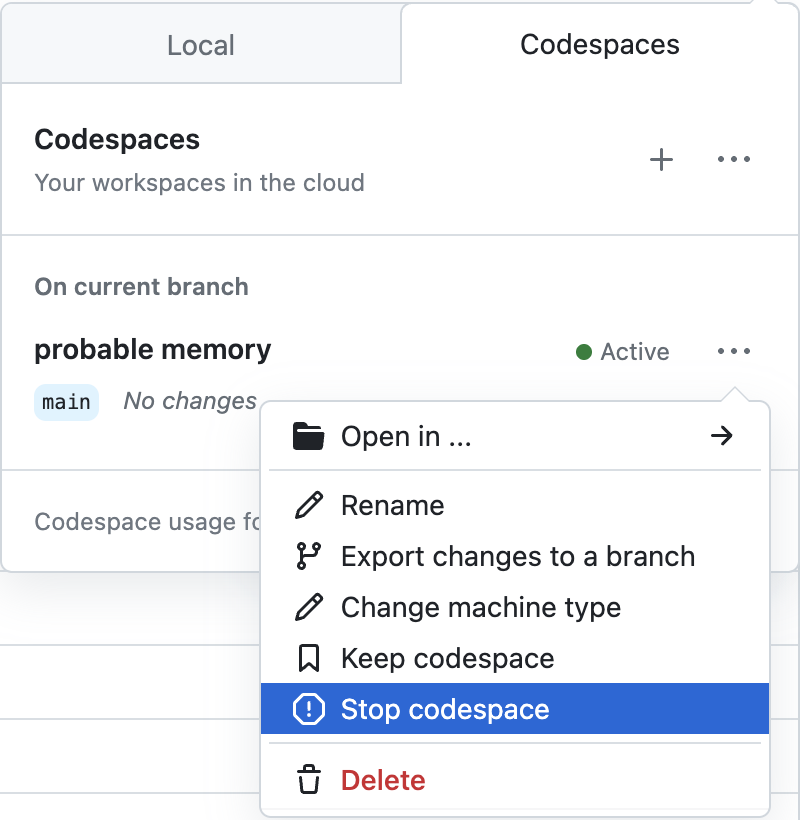 Local
Codespaces
Codespaces
Your workspaces in the cloud
On current branch
probable memory
Active
main
No changes
Open in ...
Codespace usage
Rename
Export changes to a branch
Change machine type
Keep codespace
Stop codespace
Delete